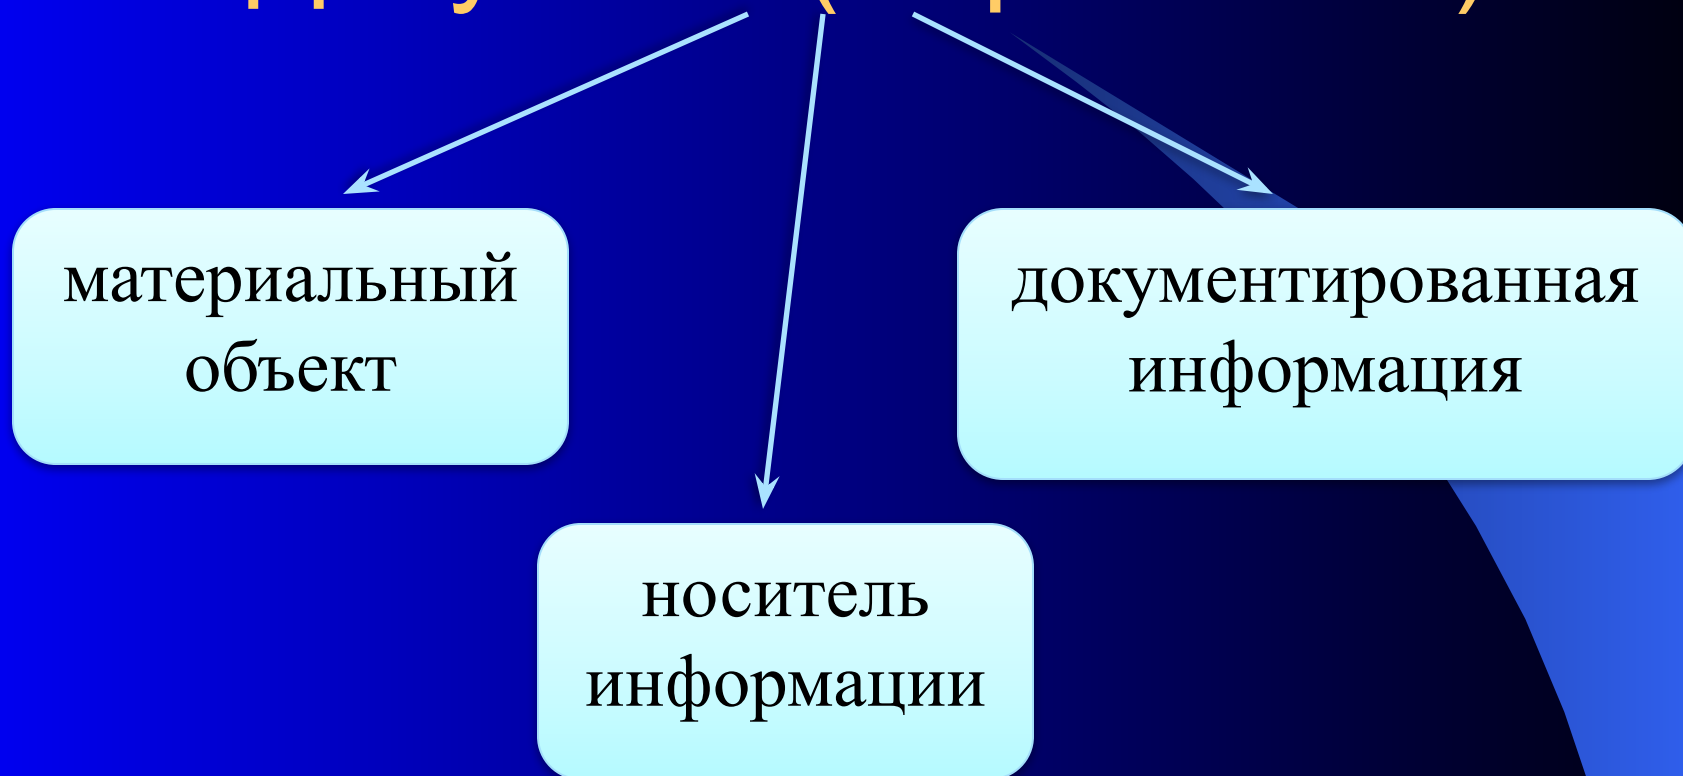 материальный
объект
документированная
информация
носитель
информации